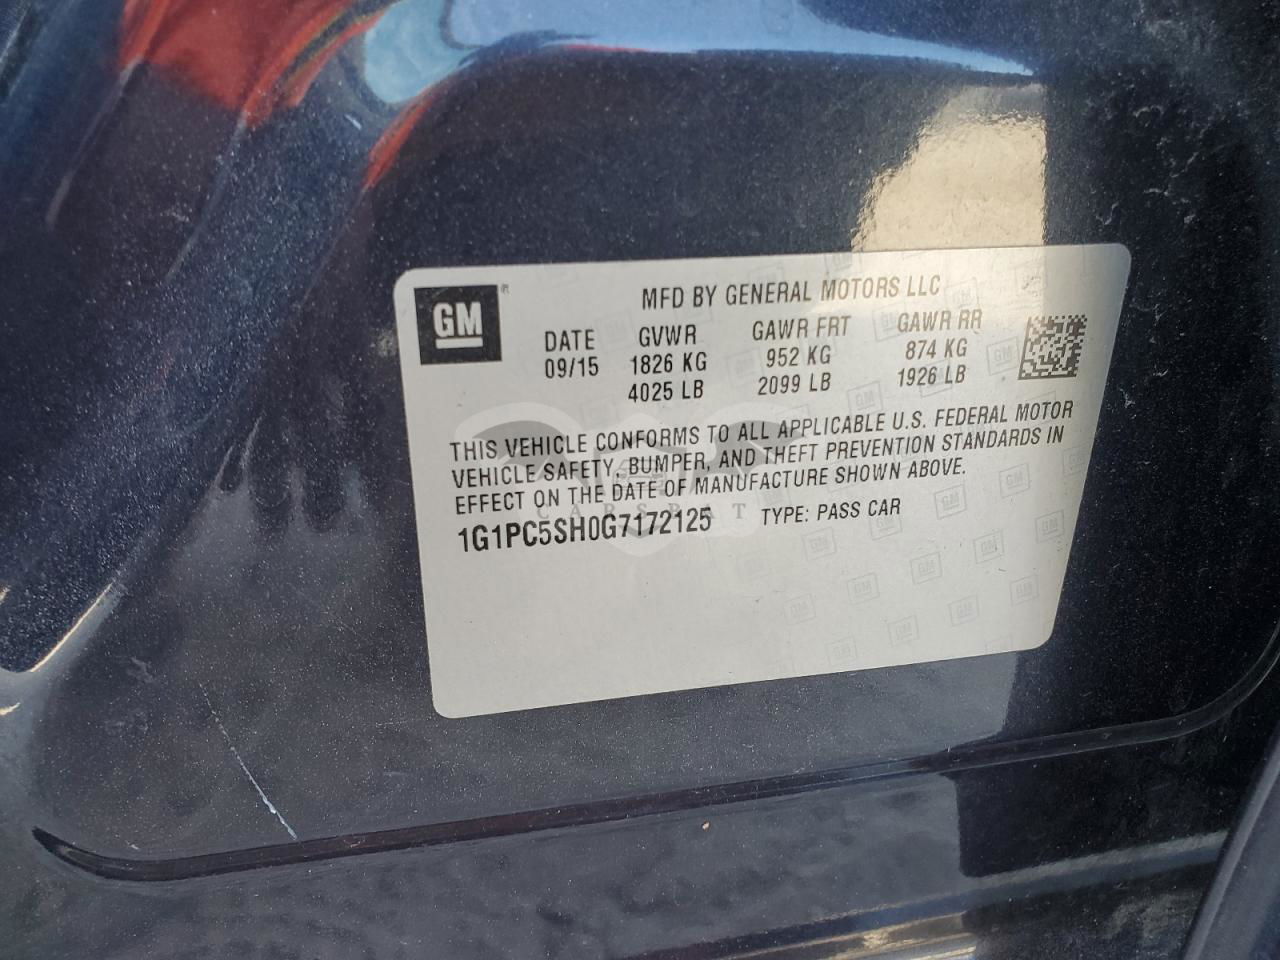 GM
MFD BY GENERAL MOTORS LLC
DATE GVWR GAWR FRT GAWR RR
09/15 1826 KG 952 KG 874 KG
4025 LB 2099 LB 1926 LB
THIS VEHICLE CONFORMS TO ALL APPLICABLE U.S. FEDERAL MOTOR
VEHICLE SAFETY, BUMPER, AND THEFT PREVENTION STANDARDS IN
EFFECT ON THE DATE OF MANUFACTURE SHOWN ABOVE.
1G1PC5SH0G7172125 TYPE: PASS CAR